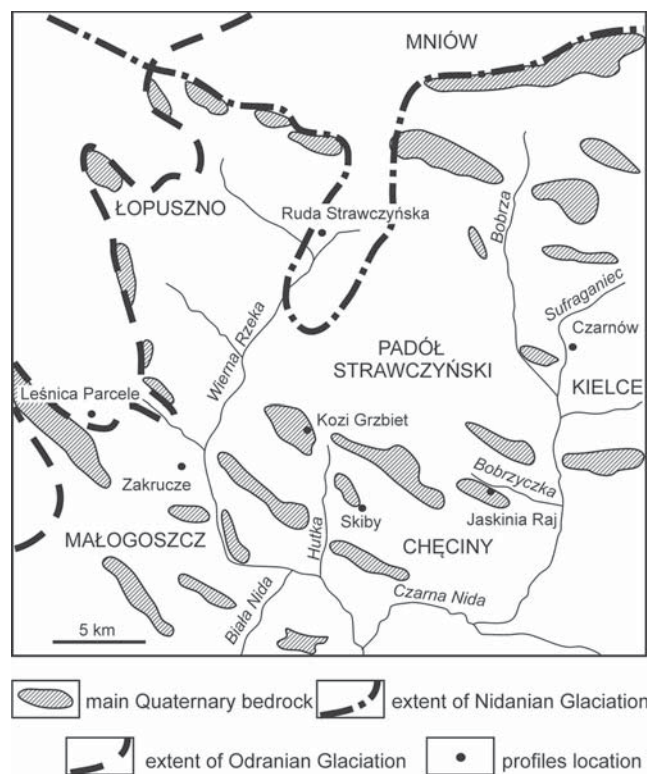 MNIÓW
ŁOPUSZNO
Ruda Strawczyńska
Bobrza
Sufraganiec
Czarnów
Wierna Rzeka
PADÓŁ
STRAWCZYŃSKI
KIELCE
Leśnica Parcele
Kozi Grzbiet
Zakrucze
Bobrzyczka
Skiby
Jaskinia Raj
MAŁOGOSZCZ
Hutka
CHĘCINY
Czarna Nida
Biała Nida
5 km
main Quaternary bedrock
extent of Nidanian Glaciation
extent of Odranian Glaciation
profiles location